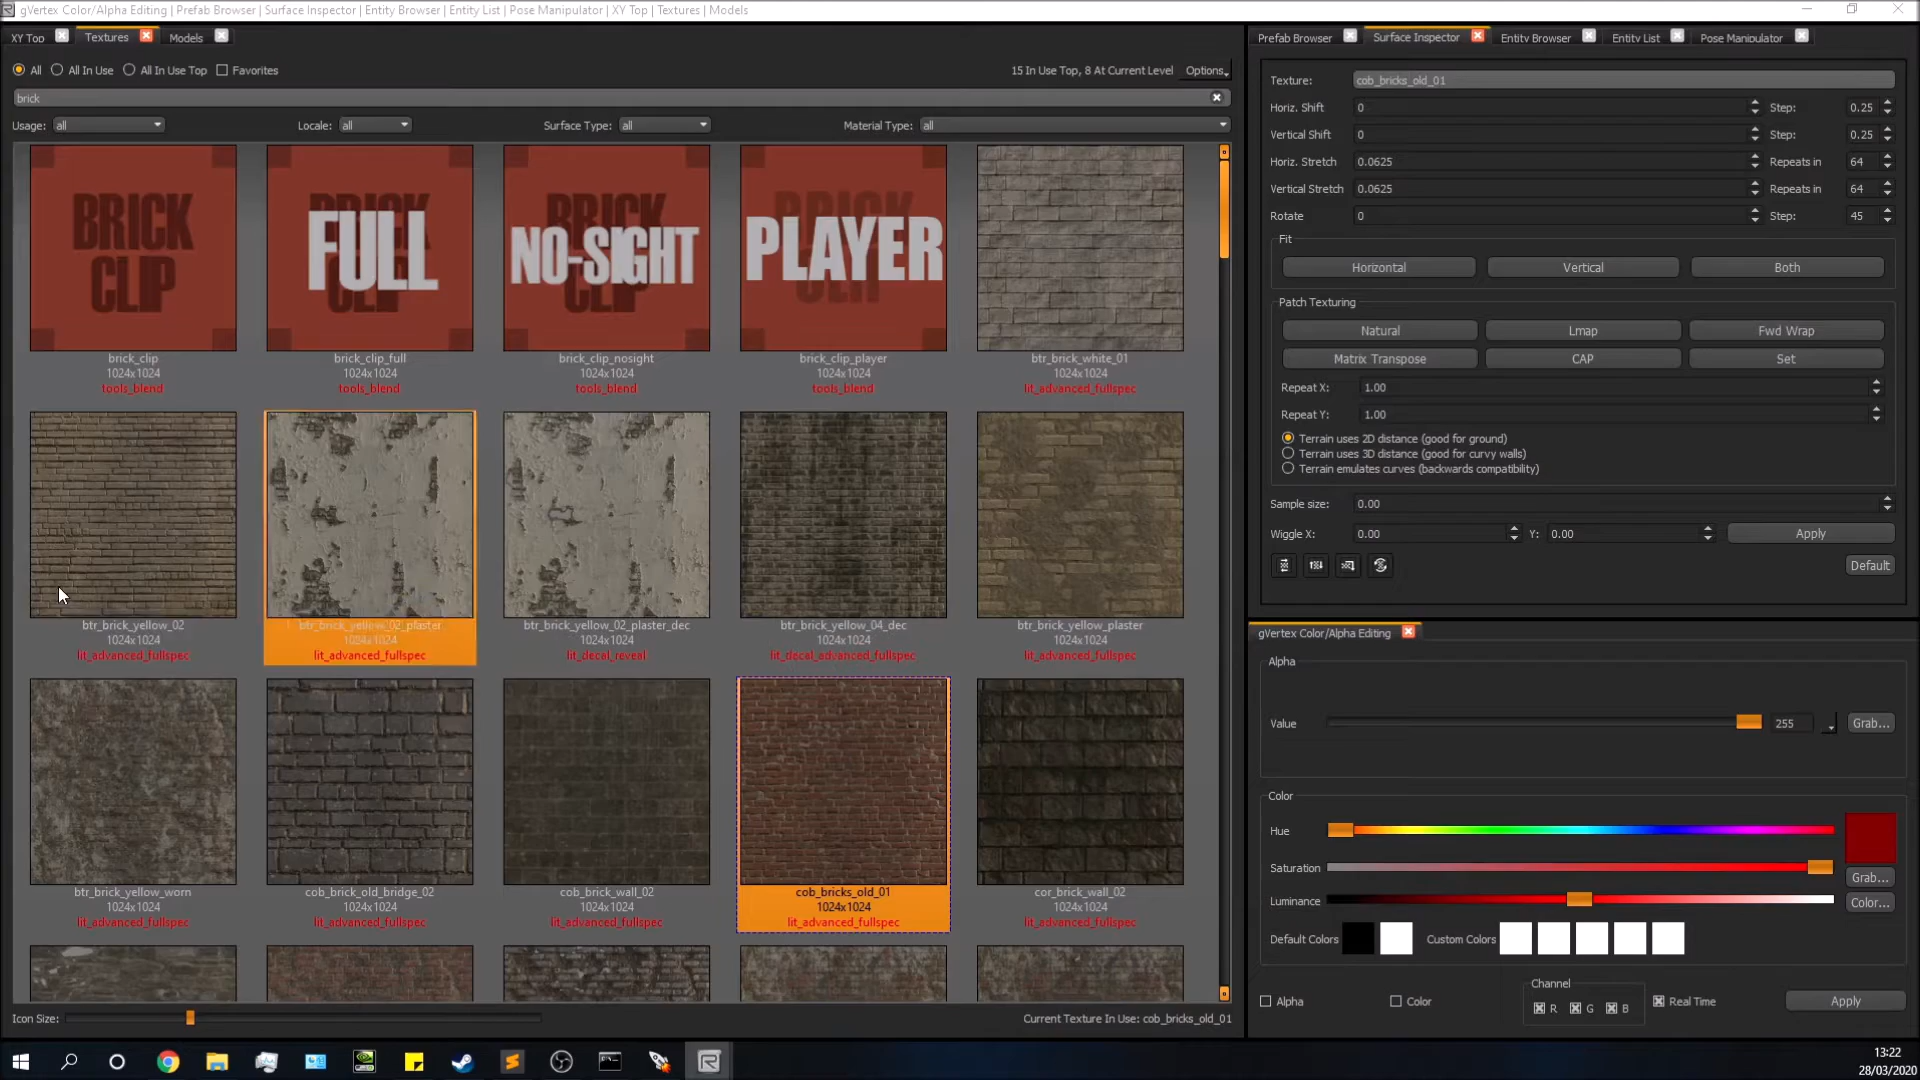 gVertex Color/Alpha Editing | Prefab Browser | Surface Inspector | Entity Browser | Entity List | Pose Manipulator | XY Top | Textures | Models
XY Top Textures Models
Prefab Browser Surface Inspector Entity Browser Entity List Pose Manipulator
All All In Use All In Use Top Favorites 15 In Use Top, 8 At Current Level Options
brick
Usage: all Locale: all Surface Type: all Material Type: all
BRICK CLIP
FULL
NO-SIGHT
PLAYER
brick_clip brick_clip_full brick_clip_nosight brick_clip_player btr_brick_white_01
1024x1024 1024x1024 1024x1024 1024x1024 1024x1024
tools_blend tools_blend tools_blend tools_blend lit_advanced_fullspec
btr_brick_yellow_02 btr_brick_yellow_02_plaster btr_brick_yellow_02_plaster_dec btr_brick_yellow_04_dec btr_brick_yellow_plaster
1024x1024 1024x1024 1024x1024 1024x1024 1024x1024
lit_advanced_fullspec lit_advanced_fullspec lit_decal_reveal lit_decal_advanced_fullspec lit_advanced_fullspec
btr_brick_yellow_worn cob_brick_old_bridge_02 cob_brick_wall_02 cob_bricks_old_01 cor_brick_wall_02
1024x1024 1024x1024 1024x1024 1024x1024 1024x1024
lit_advanced_fullspec lit_advanced_fullspec lit_advanced_fullspec lit_advanced_fullspec lit_advanced_fullspec
Icon Size: Current Texture In Use: cob_bricks_old_01
Texture: cob_bricks_old_01
Horiz. Shift 0 Step: 0.25
Vertical Shift 0 Step: 0.25
Horiz. Stretch 0.0625 Repeats in 64
Vertical Stretch 0.0625 Repeats in 64
Rotate 0 Step: 45
Fit
Horizontal Vertical Both
Patch Texturing
Natural Lmap Fwd Wrap
Matrix Transpose CAP Set
Repeat X: 1.00
Repeat Y: 1.00
Terrain uses 2D distance (good for ground)
Terrain uses 3D distance (good for curvy walls)
Terrain emulates curves (backwards compatibility)
Sample size: 0.00
Wiggle X: 0.00 Y: 0.00 Apply
Default
gVertex Color/Alpha Editing
Alpha
Value 255 Grab...
Color
Hue
Saturation Grab...
Luminance Color...
Default Colors Custom Colors
Channel
Alpha Color R G B Real Time Apply
13:22
28/03/2020